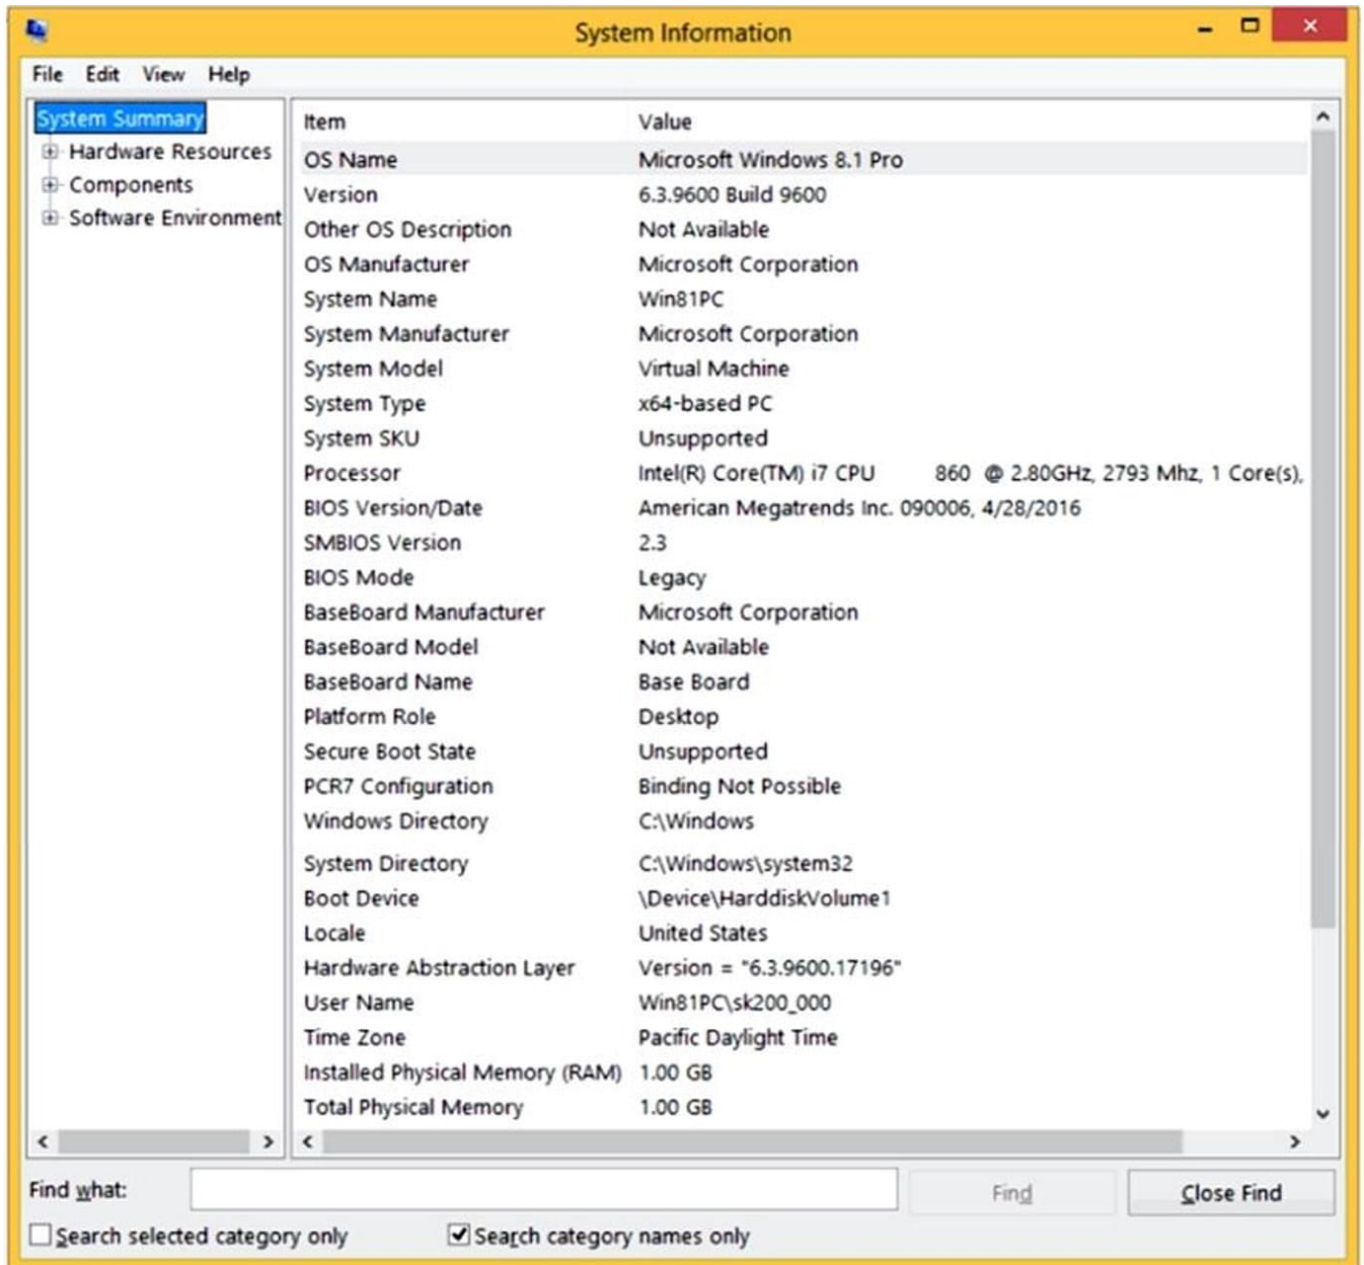 System Information
File Edit View Help
System Summary
Hardware Resources
Components
Software Environment
Item Value
OS Name Microsoft Windows 8.1 Pro
Version 6.3.9600 Build 9600
Other OS Description Not Available
OS Manufacturer Microsoft Corporation
System Name Win81PC
System Manufacturer Microsoft Corporation
System Model Virtual Machine
System Type x64-based PC
System SKU Unsupported
Processor Intel(R) Core(TM) i7 CPU 860 @ 2.80GHz, 2793 Mhz, 1 Core(s),
BIOS Version/Date American Megatrends Inc. 090006, 4/28/2016
SMBIOS Version 2.3
BIOS Mode Legacy
BaseBoard Manufacturer Microsoft Corporation
BaseBoard Model Not Available
BaseBoard Name Base Board
Platform Role Desktop
Secure Boot State Unsupported
PCR7 Configuration Binding Not Possible
Windows Directory C:\Windows
System Directory C:\Windows\system32
Boot Device \Device\HarddiskVolume1
Locale United States
Hardware Abstraction Layer Version = "6.3.9600.17196"
User Name Win81PC\sk200_000
Time Zone Pacific Daylight Time
Installed Physical Memory (RAM) 1.00 GB
Total Physical Memory 1.00 GB
Find what: Find Close Find
Search selected category only Search category names only